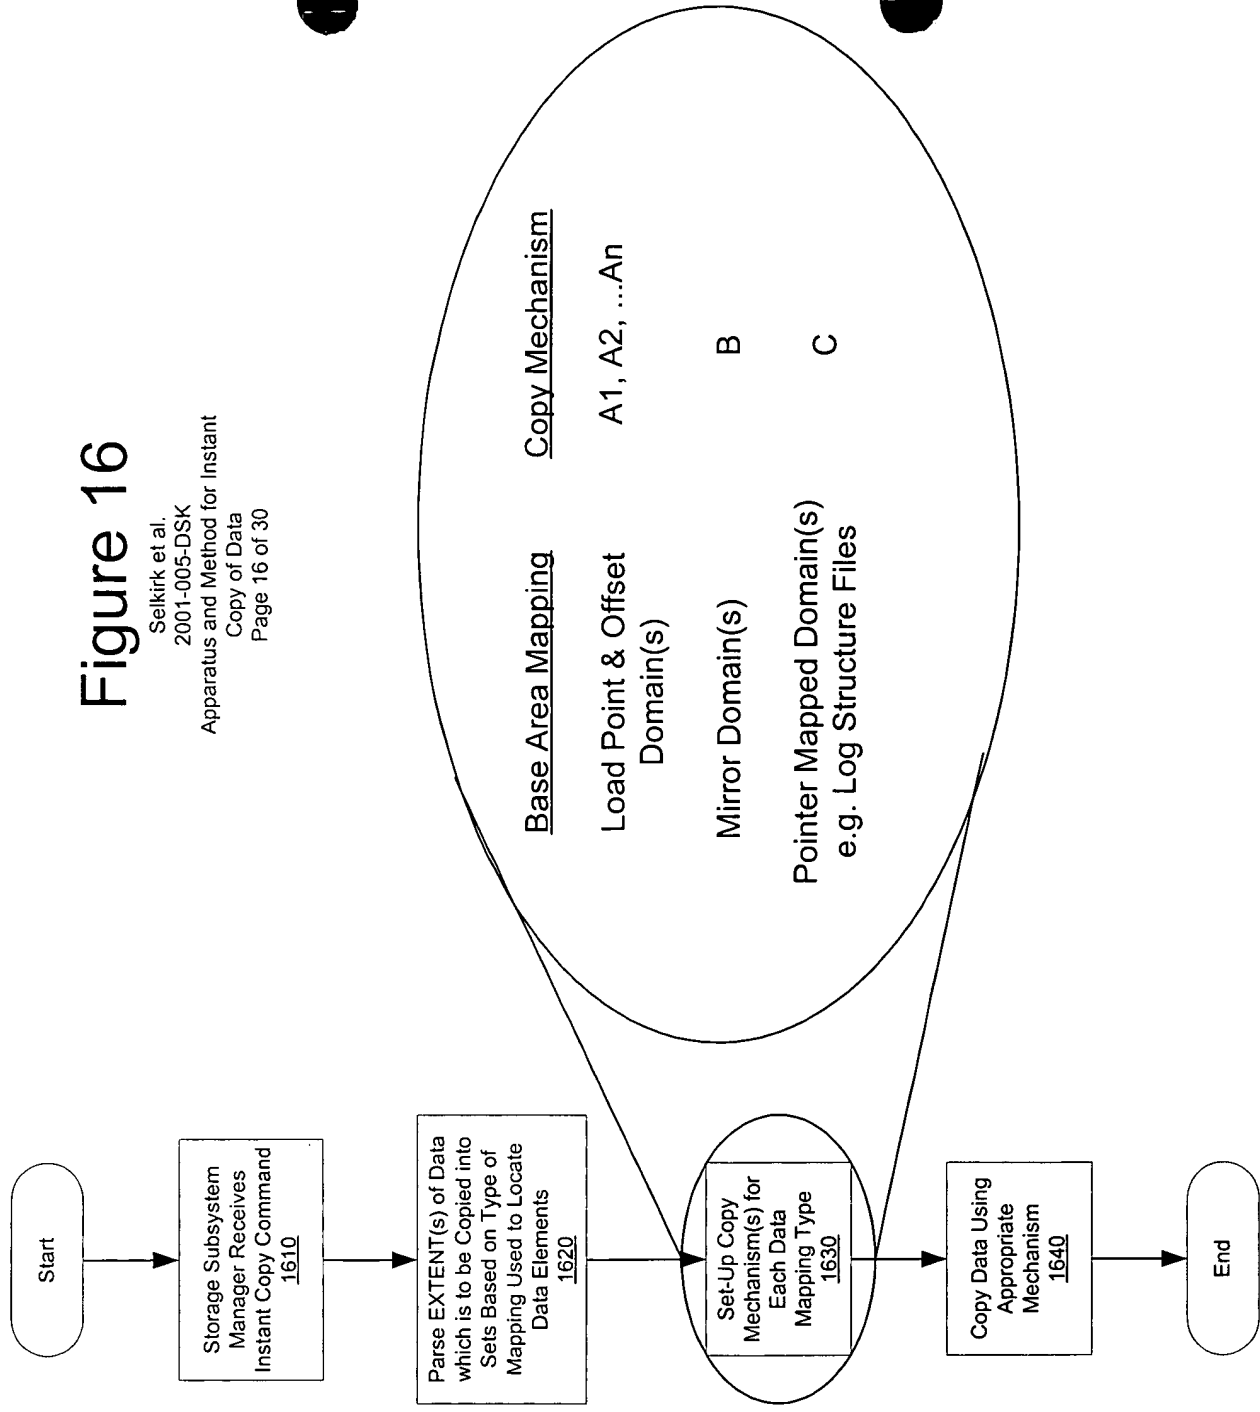 Figure 16
Selkirk et al.
2001-005-DSK
Apparatus and Method for Instant
Copy of Data
Page 16 of 30
Start
Storage Subsystem
Manager Receives
Instant Copy Command
1610
Parse EXTENT(s) of Data
which is to be Copied into
Sets Based on Type of
Mapping Used to Locate
Data Elements
1620
Set-Up Copy
Mechanism(s) for
Each Data
Mapping Type
1630
Copy Data Using
Appropriate
Mechanism
1640
End
Base Area Mapping
Copy Mechanism
Load Point & Offset
Domain(s)
A1, A2, ...An
Mirror Domain(s)
B
Pointer Mapped Domain(s)
e.g. Log Structure Files
C